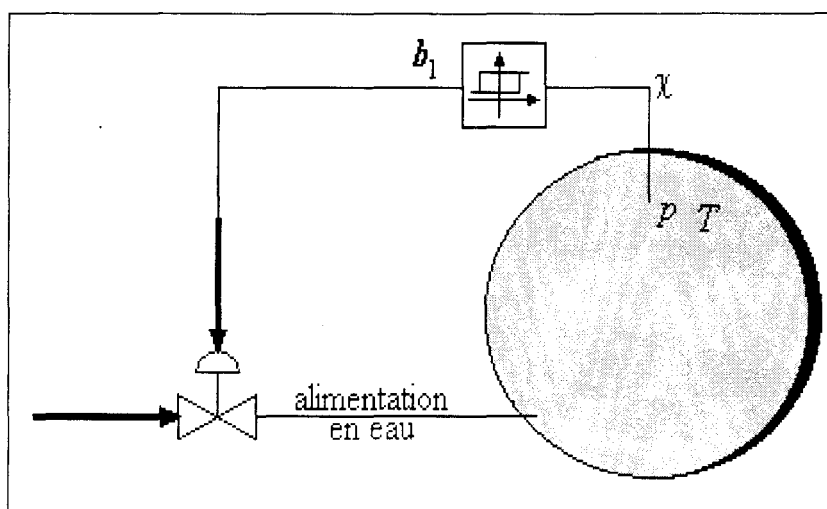 b₁
χ
p T
alimentation
en eau